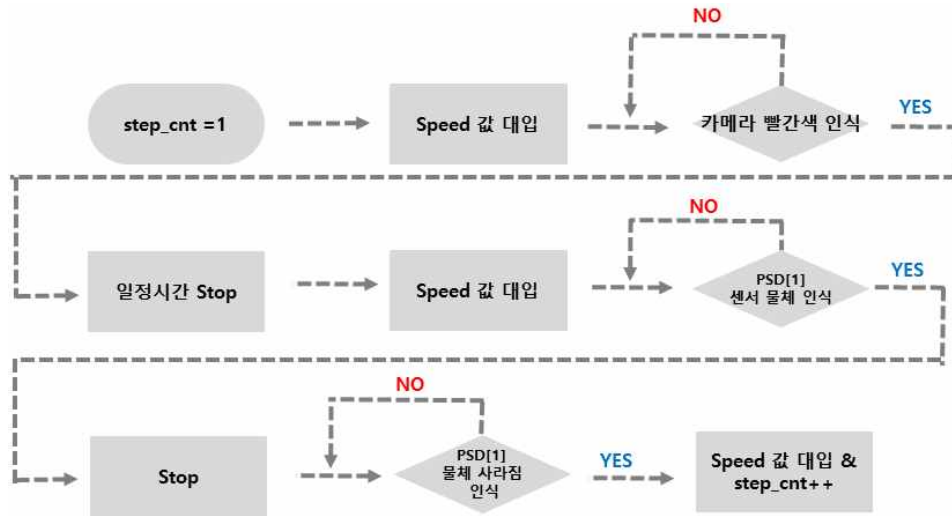 NO
step_cnt =1
Speed 값 대입
카메라 빨간색 인식
YES
NO
일정시간 Stop
Speed 값 대입
PSD[1]
센서 물체 인식
YES
NO
Stop
PSD[1]
물체 사라짐
인식
YES
Speed 값 대입 &
step_cnt++